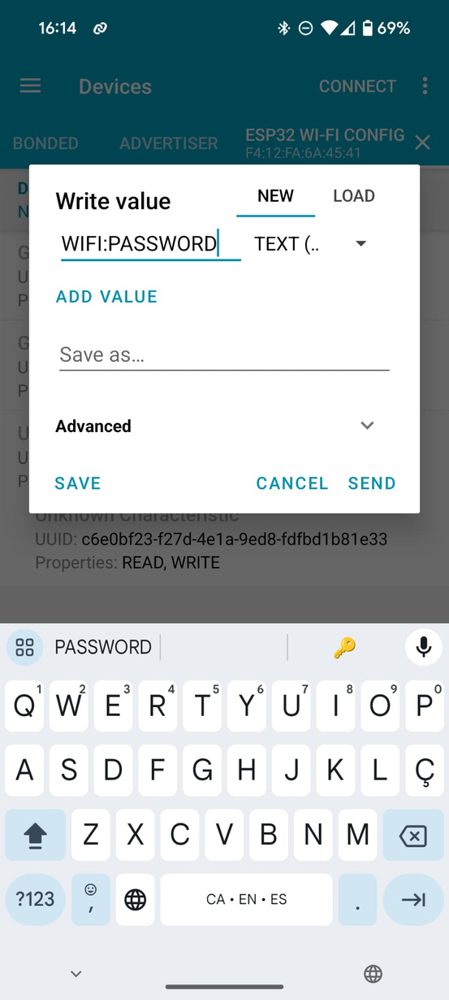 16:14 69%
Devices CONNECT
BONDED ADVERTISER ESP32 WI-FI CONFIG
F4:12:FA:6A:45:41
D
N
Write value NEW LOAD
WIFI:PASSWORD TEXT (..
ADD VALUE
Save as…
Advanced
SAVE CANCEL SEND
G
U
P
G
U
P
U
U
P
Unknown Characteristic
UUID: c6e0bf23-f27d-4e1a-9ed8-fdfbd1b81e33
Properties: READ, WRITE
PASSWORD
Q1 W2 E3 R4 T5 Y6 U7 I8 O9 P0
A S D F G H J K L Ç
Z X C V B N M
?123 , CA • EN • ES .